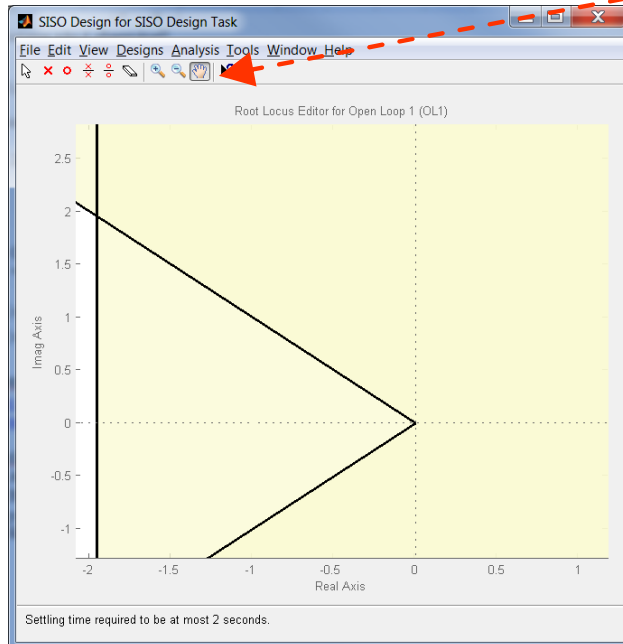 SISO Design for SISO Design Task
File Edit View Designs Analysis Tools Window Help
Root Locus Editor for Open Loop 1 (OL1)
2.5
2
1.5
1
0.5
0
-0.5
-1
Imag Axis
-2 -1.5 -1 -0.5 0 0.5 1
Real Axis
Settling time required to be at most 2 seconds.